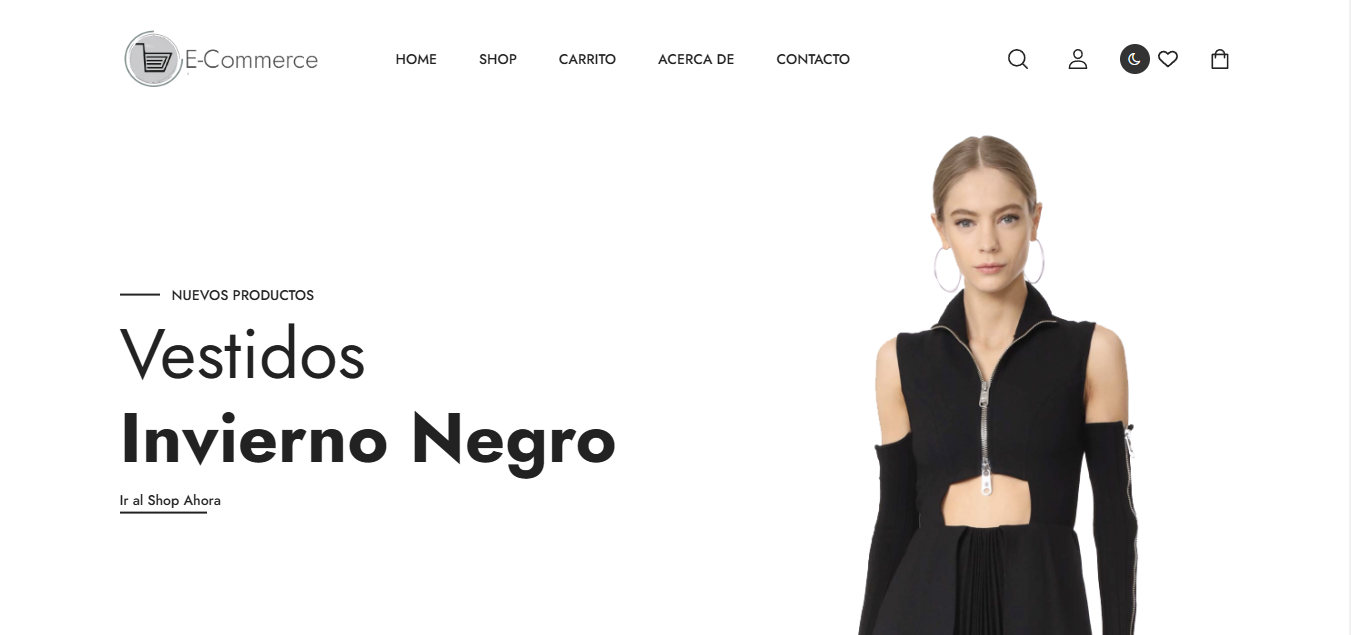 E-Commerce
HOME SHOP CARRITO ACERCA DE CONTACTO
NUEVOS PRODUCTOS
Vestidos
Invierno Negro
Ir al Shop Ahora